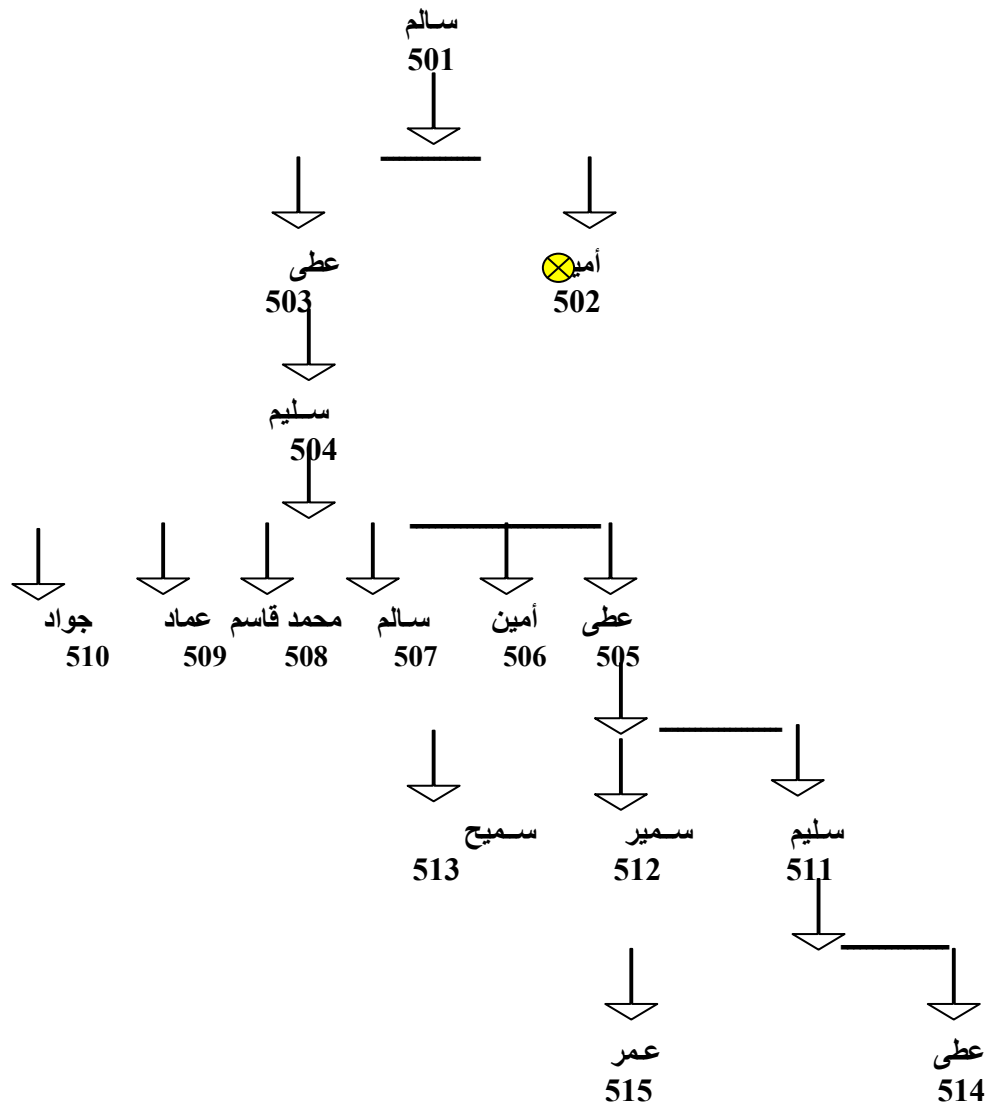 سالم
501
أمين عطى
502 503
سليم
504
عطى أمين سالم محمد قاسم عماد جواد
505 506 507 508 509 510
سليم سمير سميح
511 512 513
عطى عمر
514 515